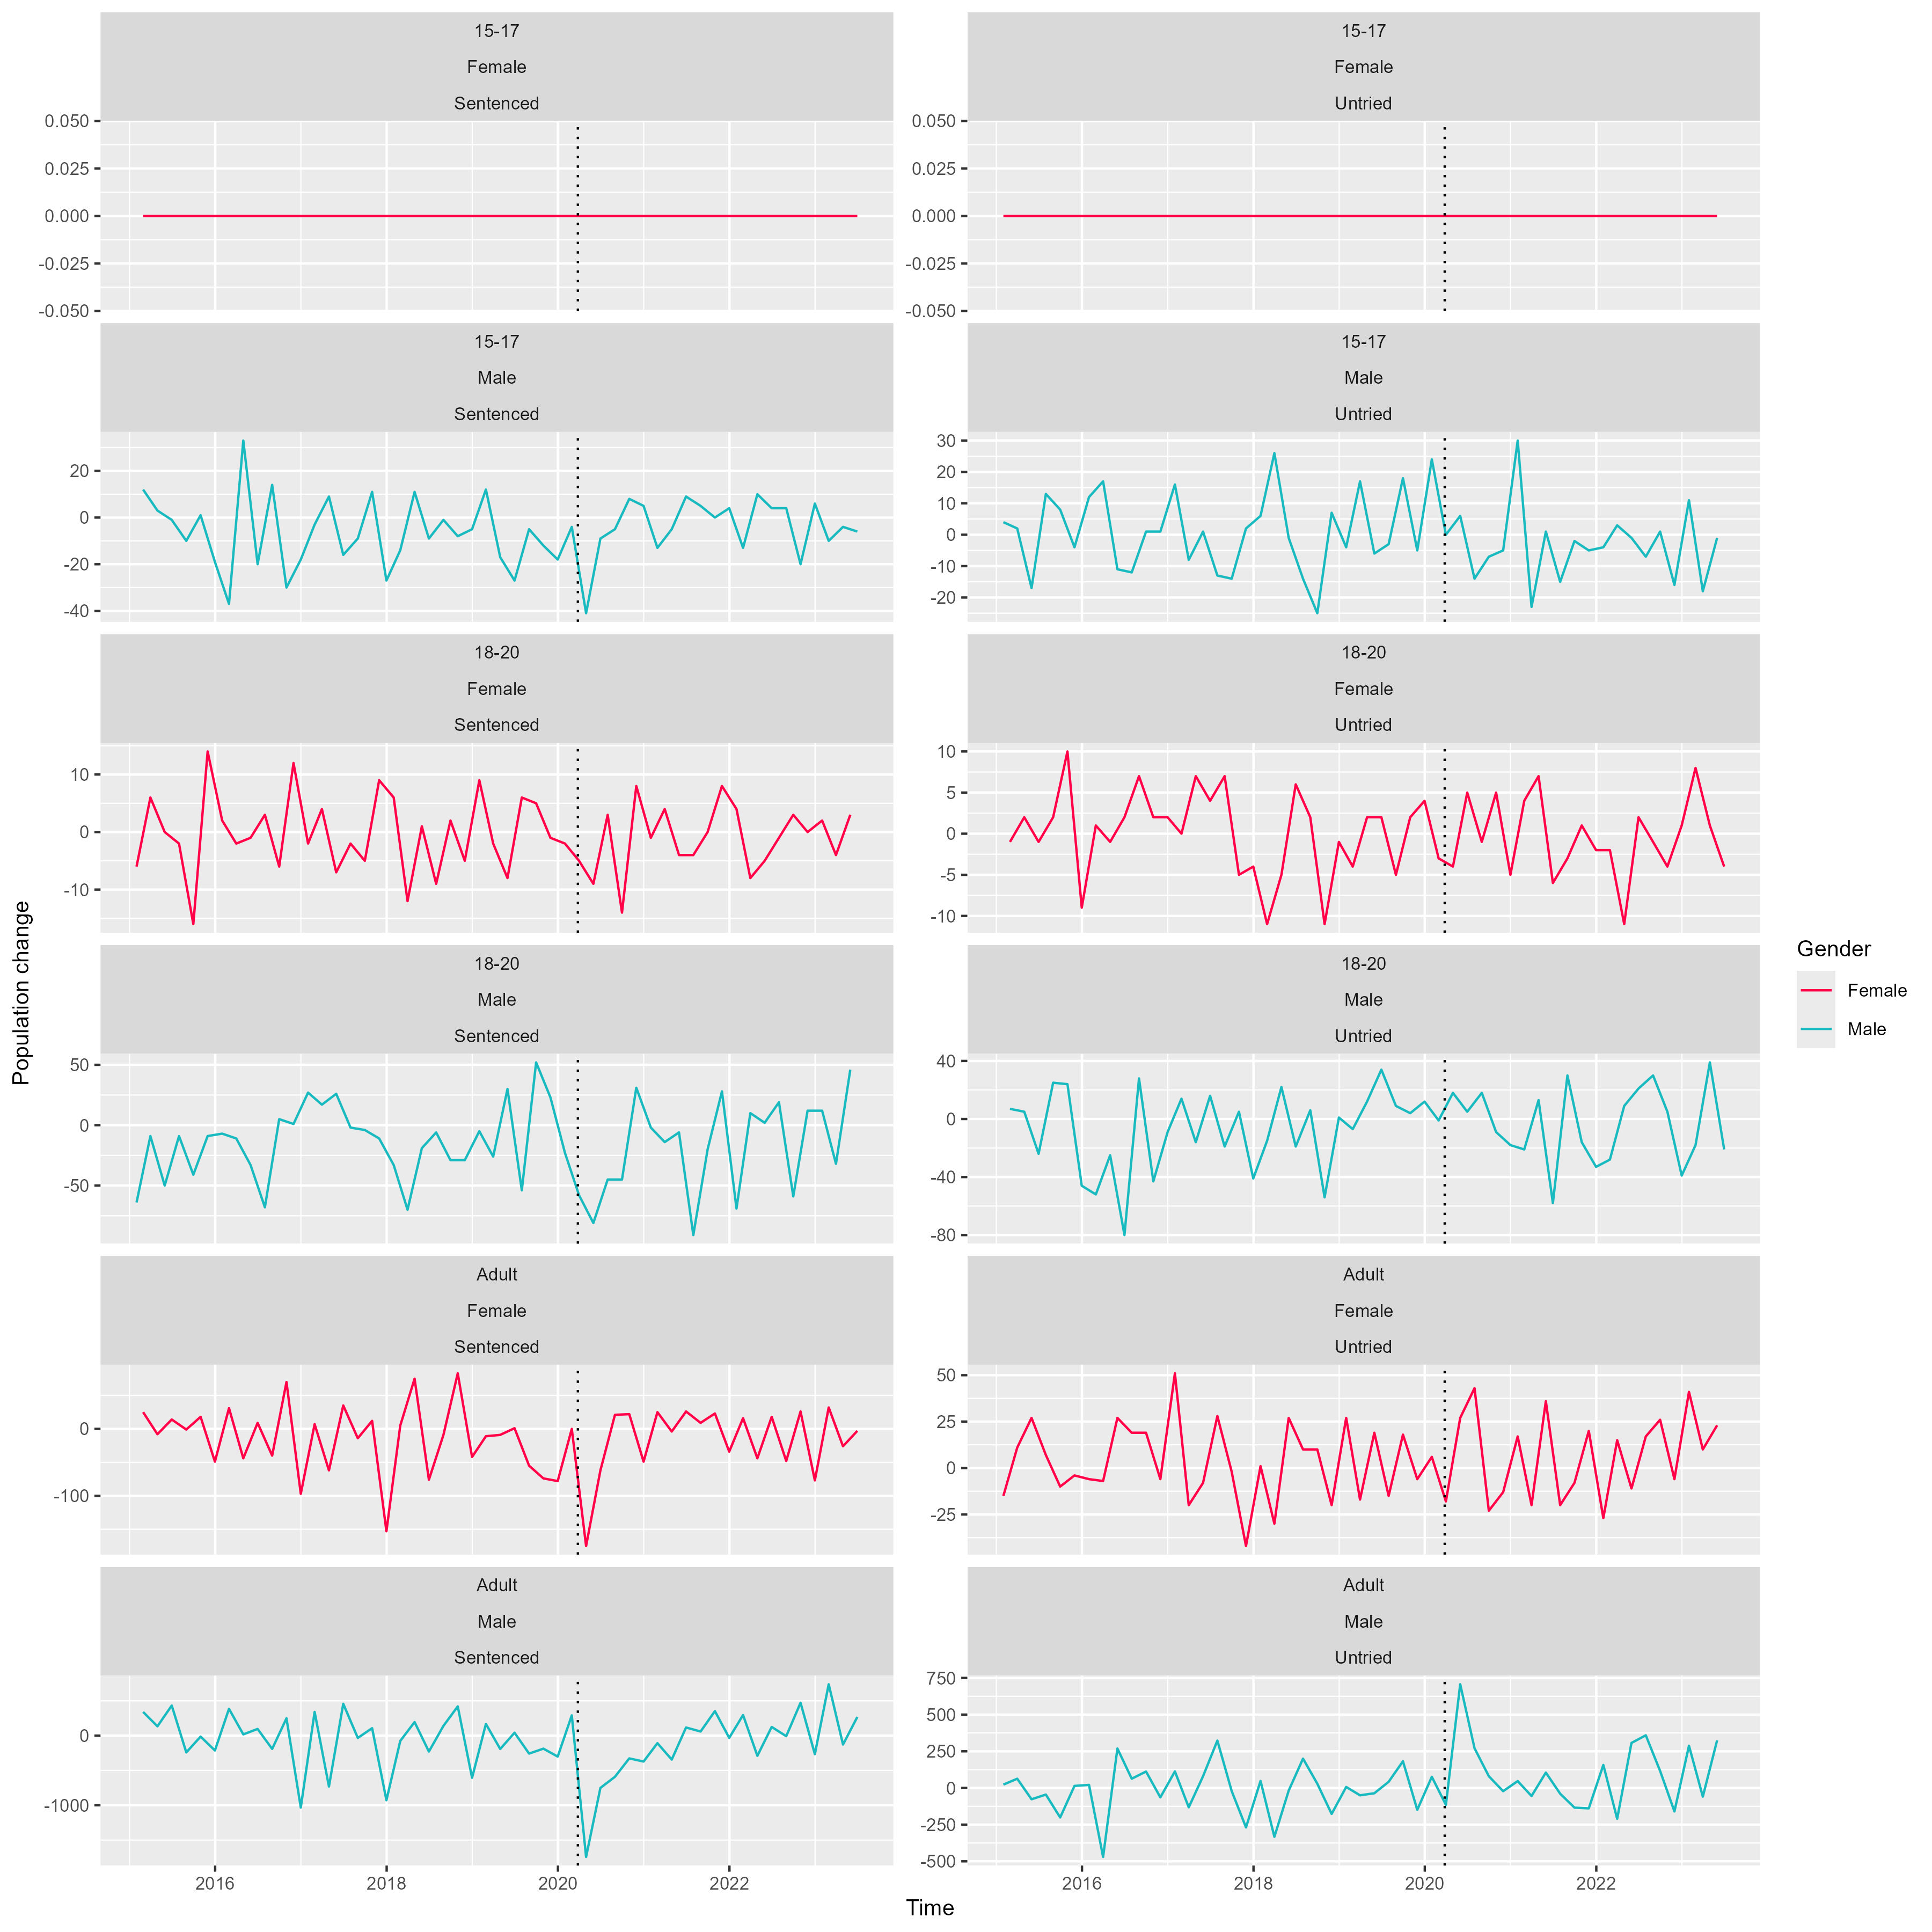 15-17
Female
Sentenced
0.050
0.025
0.000
-0.025
-0.050
15-17
Female
Untried
0.050
0.025
0.000
-0.025
-0.050
15-17
Male
Sentenced
20
0
-20
-40
15-17
Male
Untried
30
20
10
0
-10
-20
18-20
Female
Sentenced
10
0
-10
18-20
Female
Untried
10
5
0
-5
-10
18-20
Male
Sentenced
50
0
-50
18-20
Male
Untried
40
0
-40
-80
Adult
Female
Sentenced
0
-100
Adult
Female
Untried
50
25
0
-25
Adult
Male
Sentenced
0
-1000
Adult
Male
Untried
750
500
250
0
-250
-500
2016 2018 2020 2022
2016 2018 2020 2022
Time
Population change
Gender
Female
Male